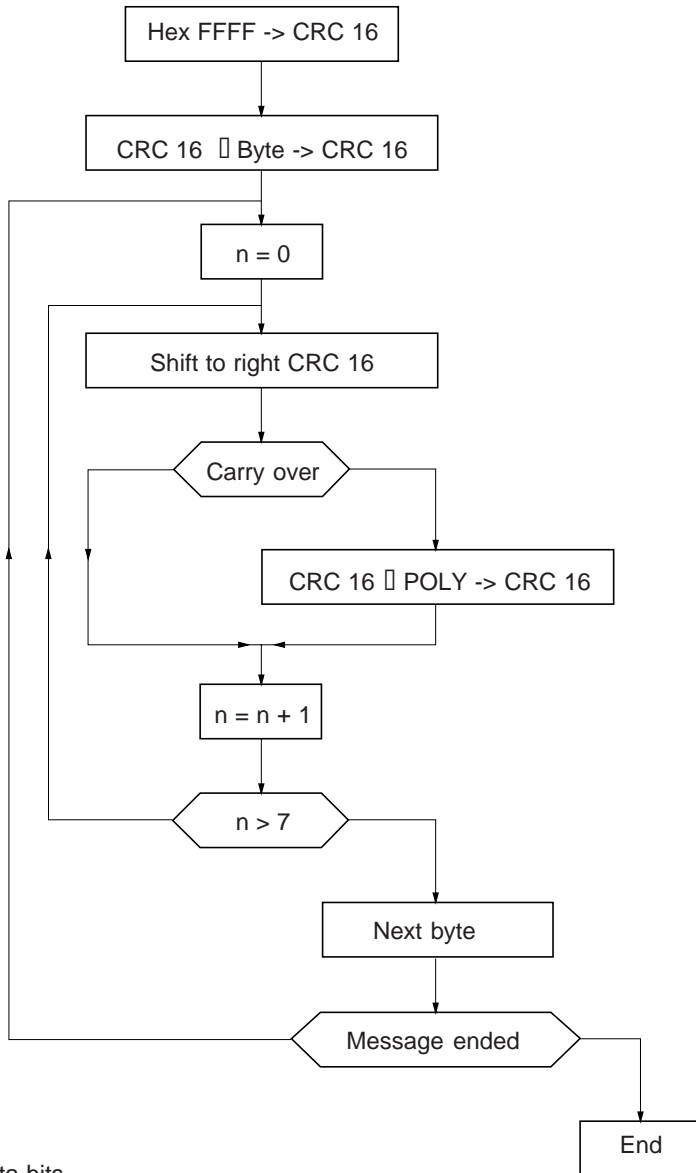 Hex FFFF -> CRC 16
CRC 16 ▯ Byte -> CRC 16
n = 0
Shift to right CRC 16
Carry over
CRC 16 ▯ POLY -> CRC 16
n = n + 1
n > 7
Next byte
Message ended
End